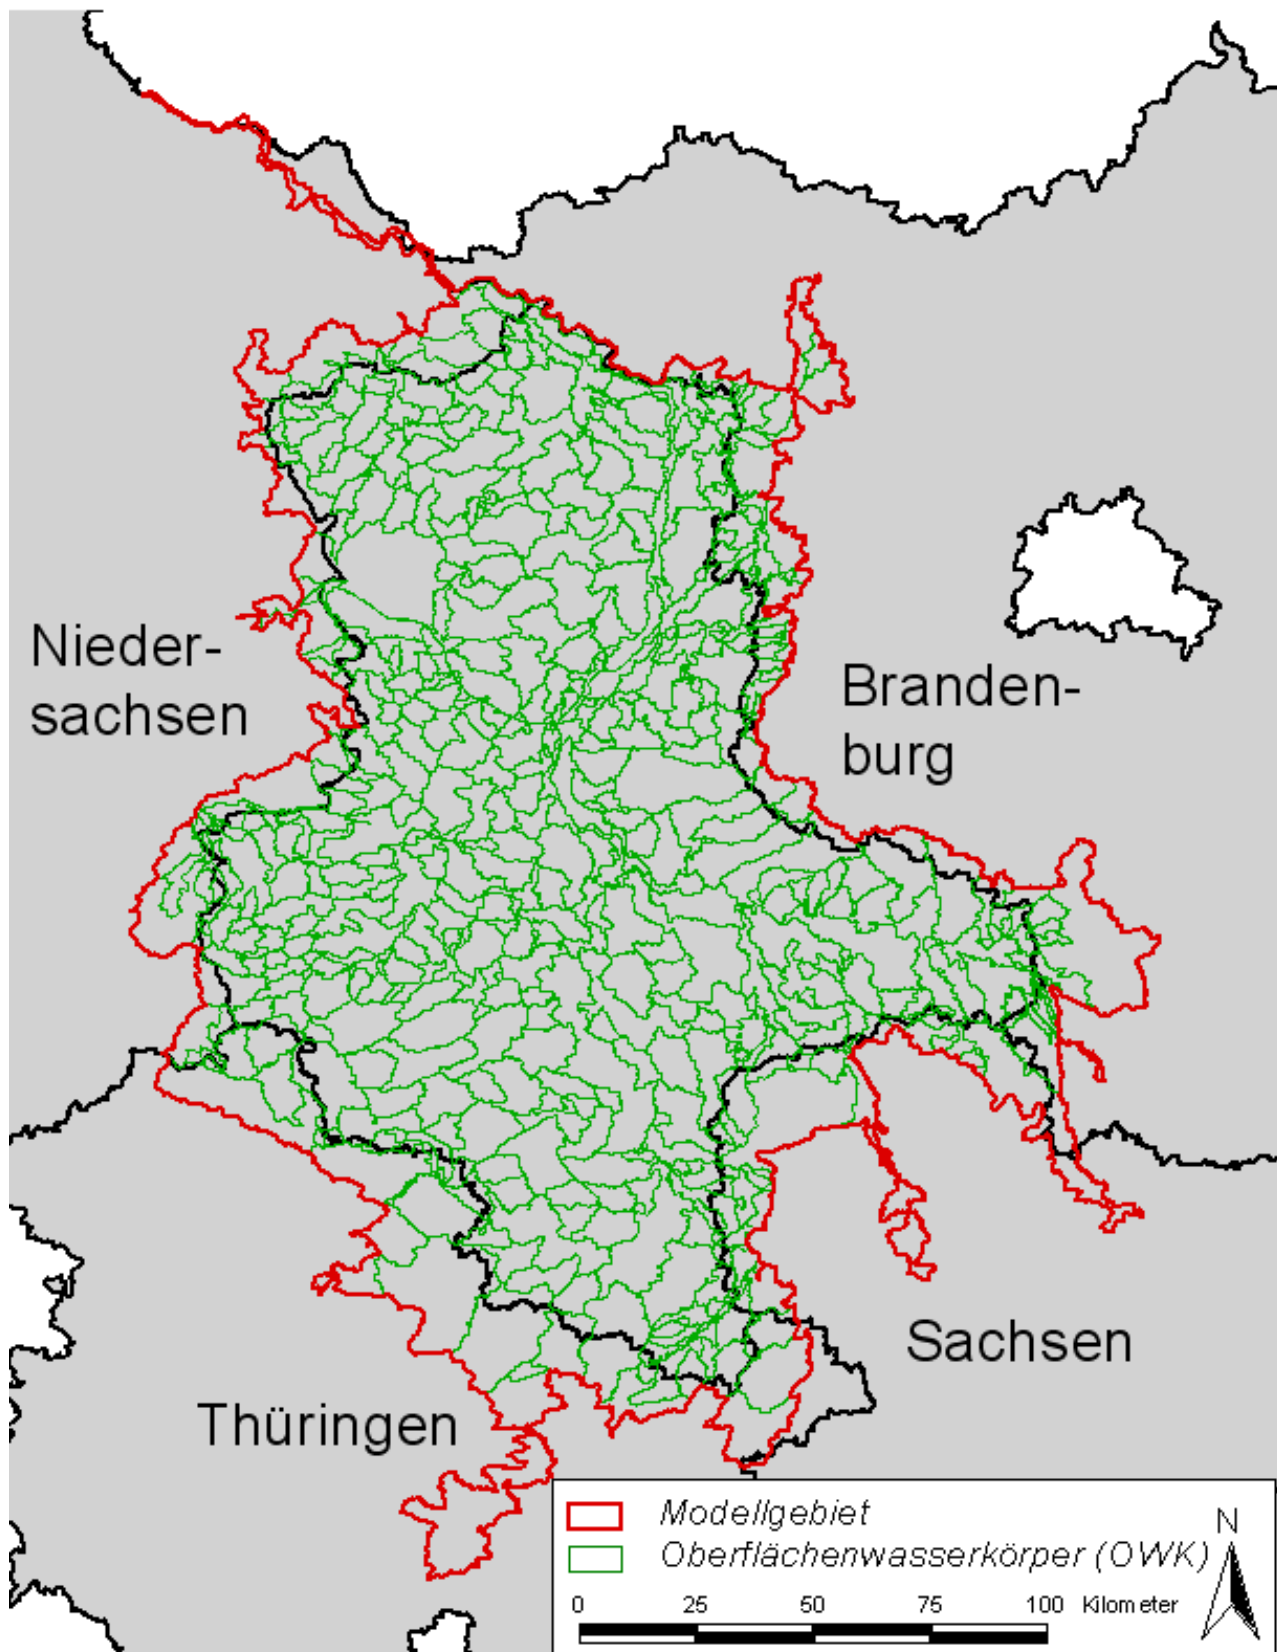 Nieder-
sachsen
Branden-
burg
Sachsen
Thüringen
Modellgebiet
Oberflächenwasserkörper (OWK)
N
0 25 50 75 100 Kilometer